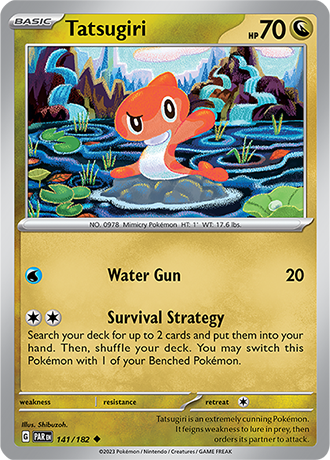 BASIC
Tatsugiri
HP 70
NO. 0978 Mimicry Pokémon HT: 1' WT: 17.6 lbs.
Water Gun 20
Survival Strategy
Search your deck for up to 2 cards and put them into your
hand. Then, shuffle your deck. You may switch this
Pokémon with 1 of your Benched Pokémon.
weakness resistance retreat
Illus. Shibuzoh.
G PAR EN 141/182
Tatsugiri is an extremely cunning Pokémon.
It feigns weakness to lure in prey, then
orders its partner to attack.
©2023 Pokémon / Nintendo / Creatures / GAME FREAK